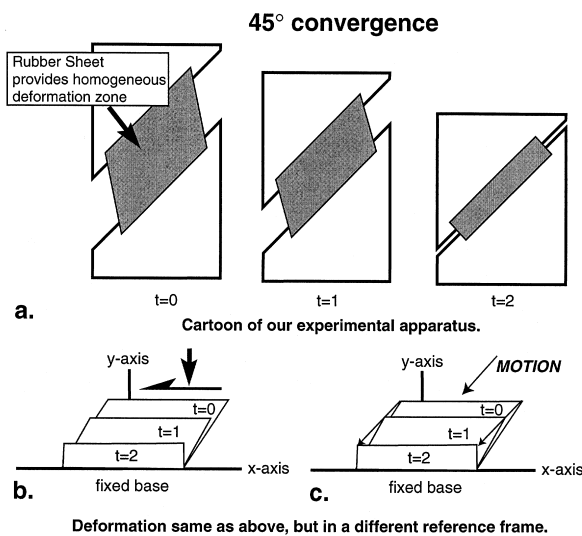 45° convergence
Rubber Sheet
provides homogeneous
deformation zone
t=0
t=1
t=2
a.
Cartoon of our experimental apparatus.
y-axis
t=0
t=1
t=2
x-axis
b.
fixed base
y-axis
MOTION
t=0
t=1
t=2
x-axis
c.
fixed base
Deformation same as above, but in a different reference frame.